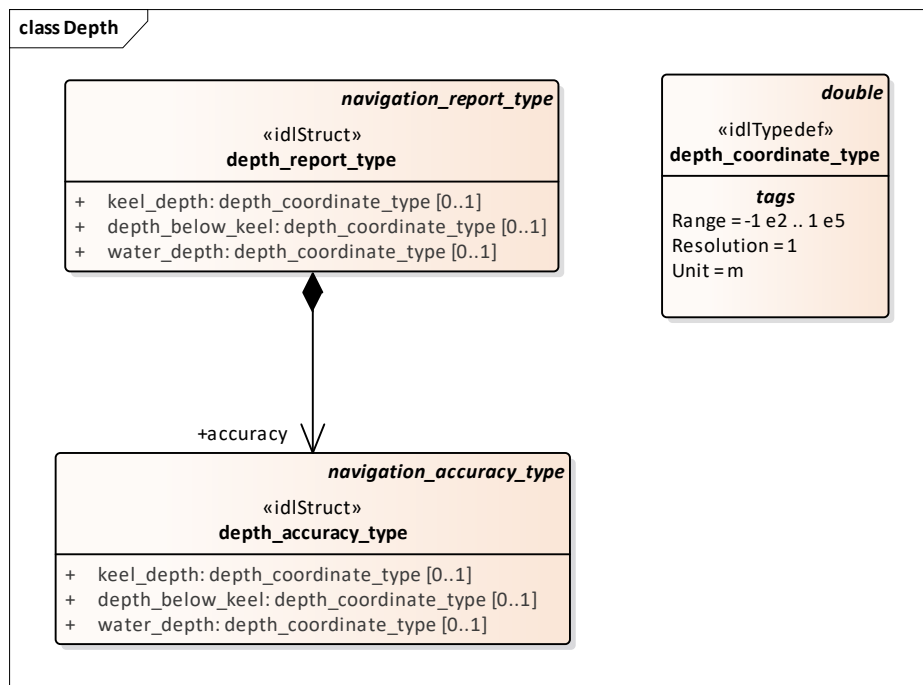 class Depth
navigation_report_type
«idlStruct»
depth_report_type
+ keel_depth: depth_coordinate_type [0..1]
+ depth_below_keel: depth_coordinate_type [0..1]
+ water_depth: depth_coordinate_type [0..1]
double
«idlTypedef»
depth_coordinate_type
tags
Range = -1 e2 .. 1 e5
Resolution = 1
Unit = m
+accuracy
navigation_accuracy_type
«idlStruct»
depth_accuracy_type
+ keel_depth: depth_coordinate_type [0..1]
+ depth_below_keel: depth_coordinate_type [0..1]
+ water_depth: depth_coordinate_type [0..1]